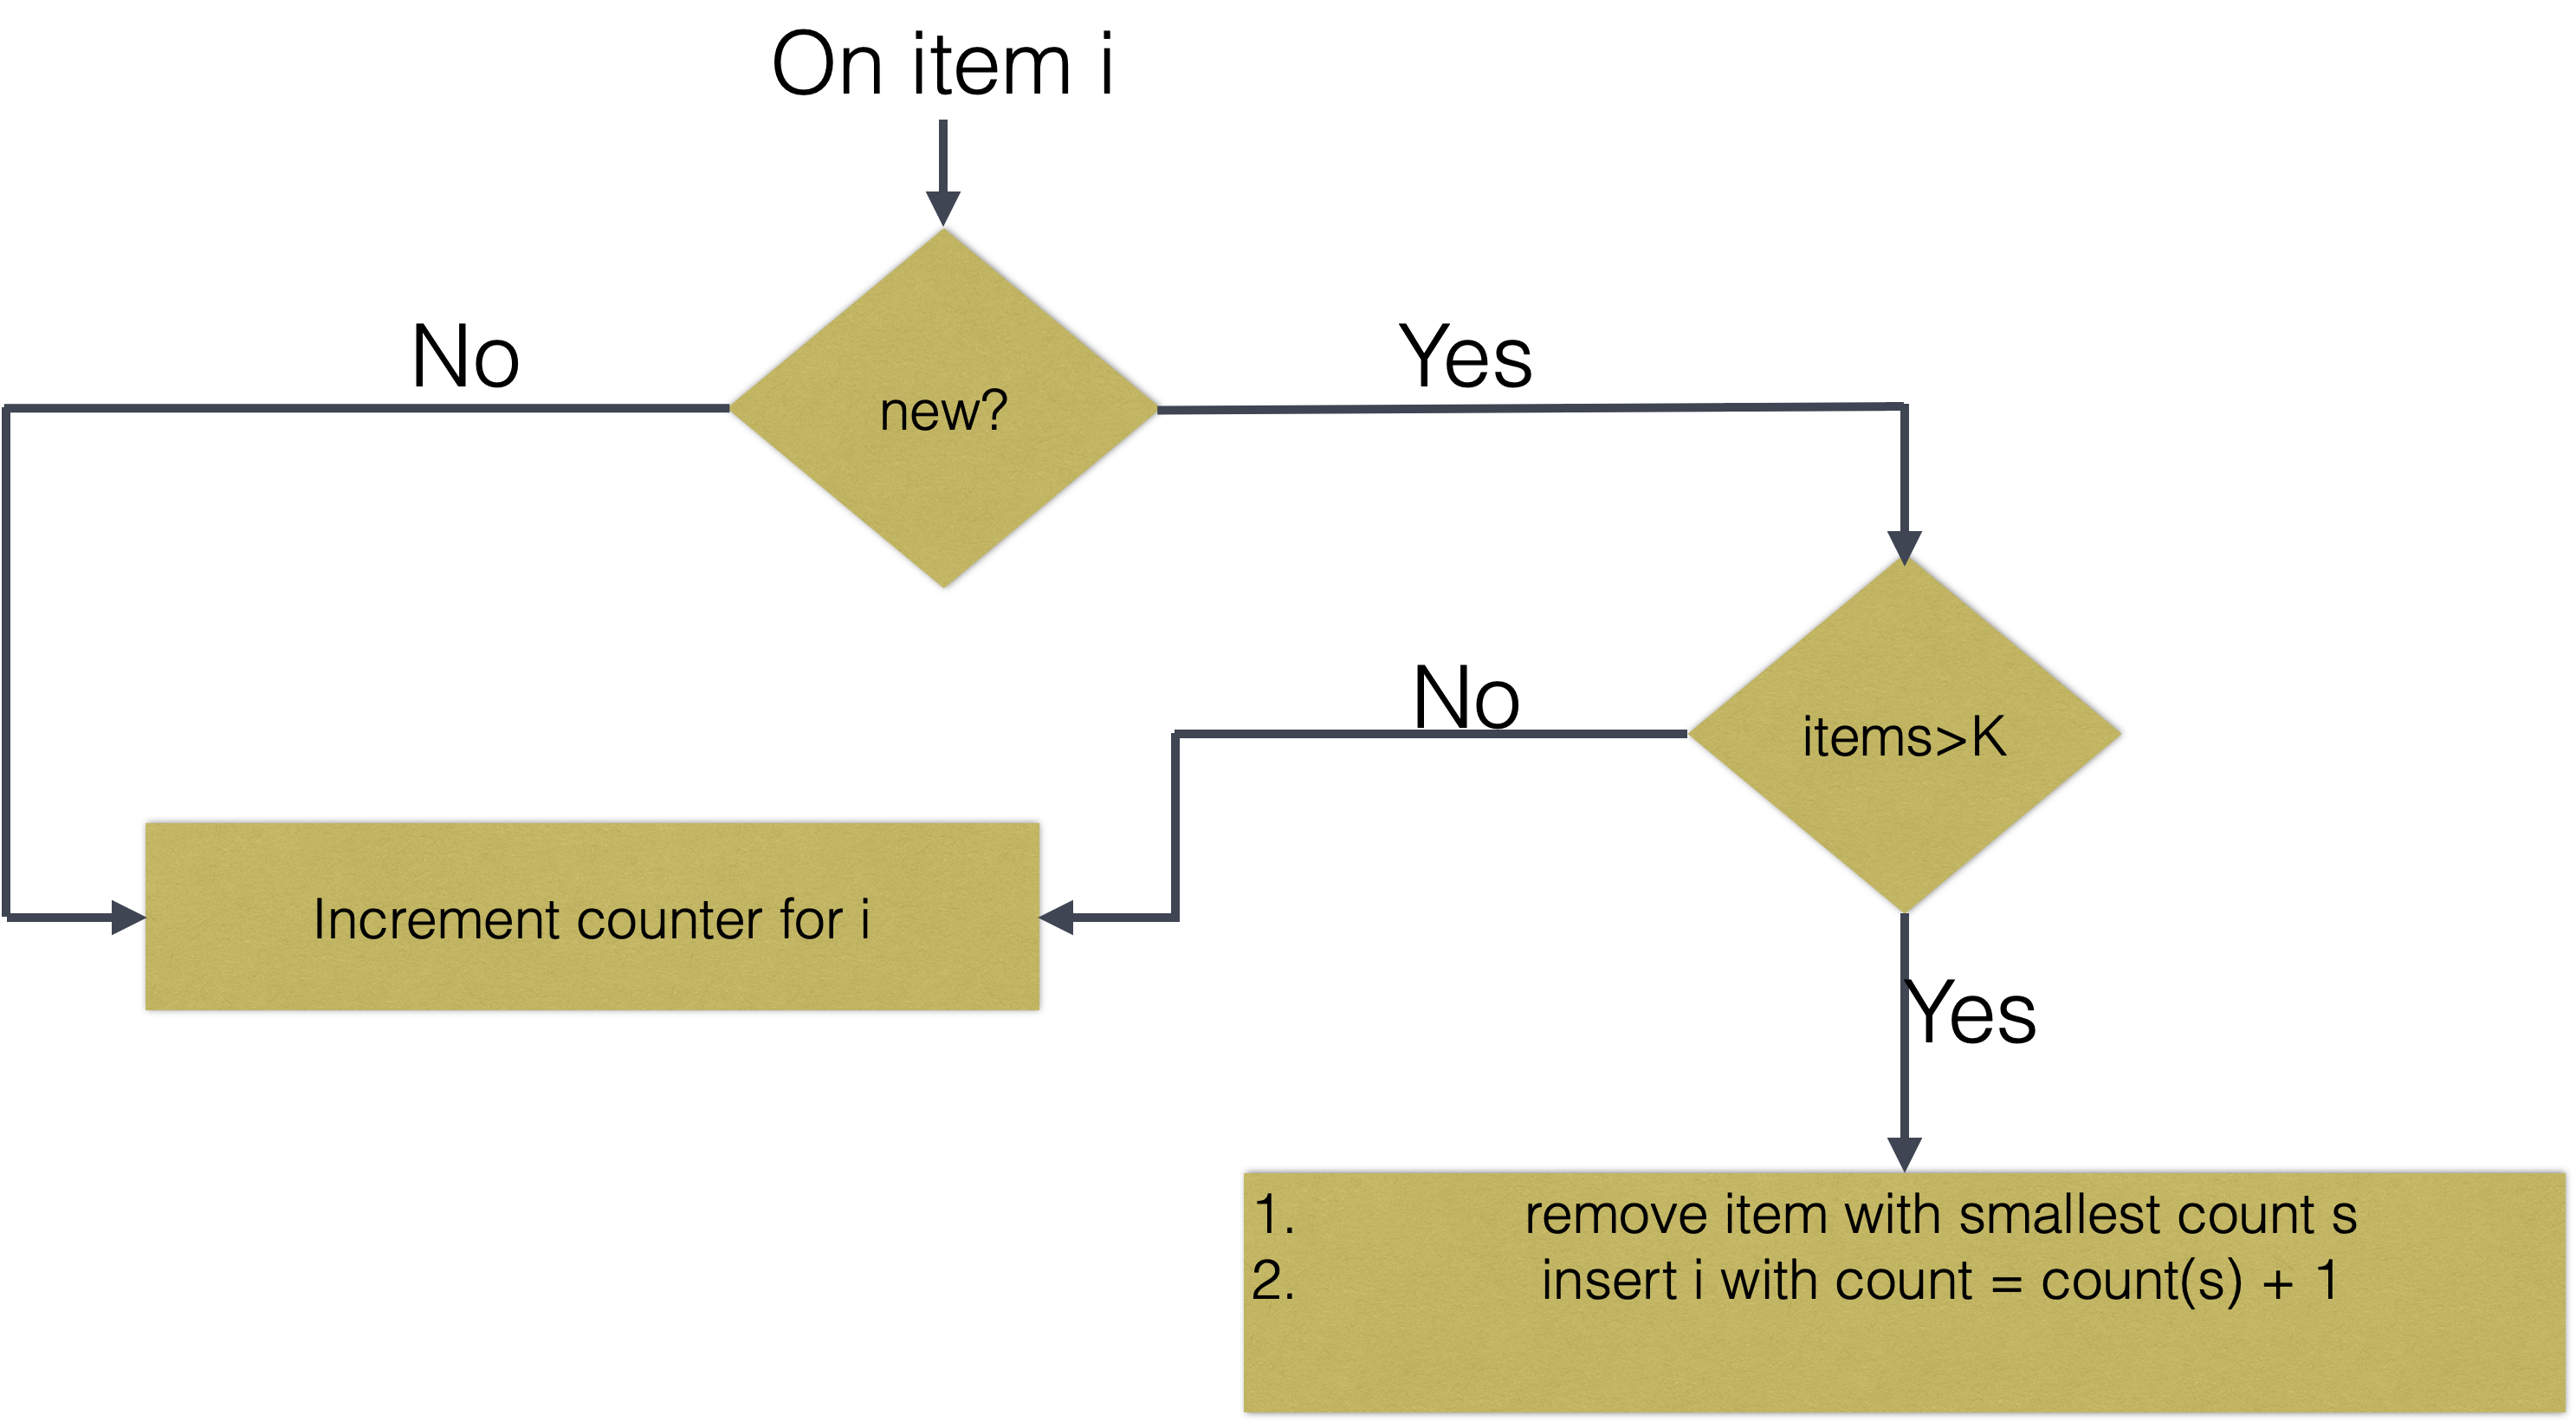 On item i
No
Yes
new?
No
items>K
Increment counter for i
Yes
1. remove item with smallest count s
2. insert i with count = count(s) + 1